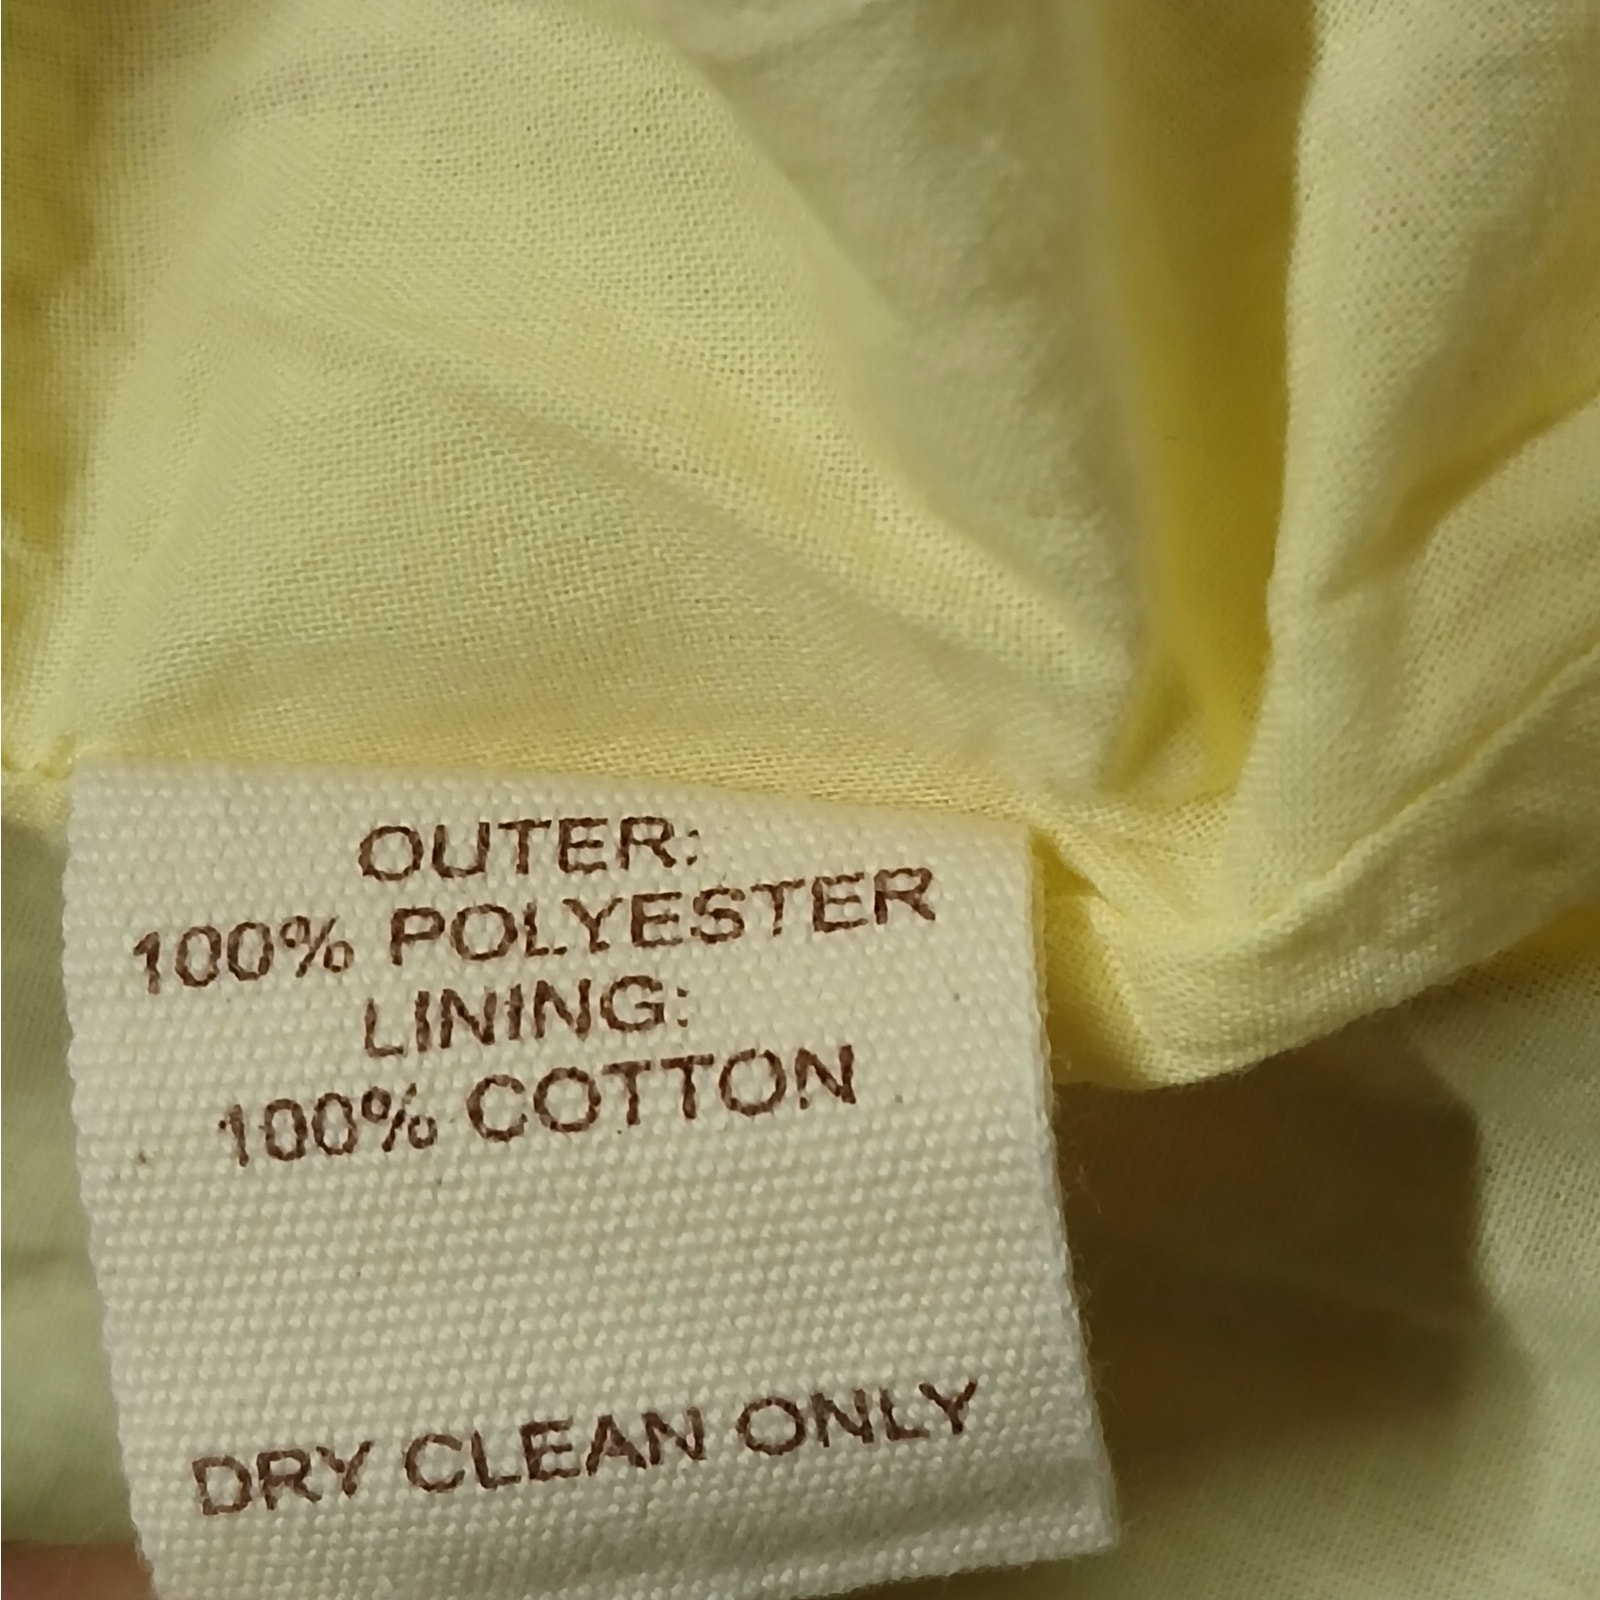 OUTER:
100% POLYESTER
LINING:
100% COTTON
DRY CLEAN ONLY